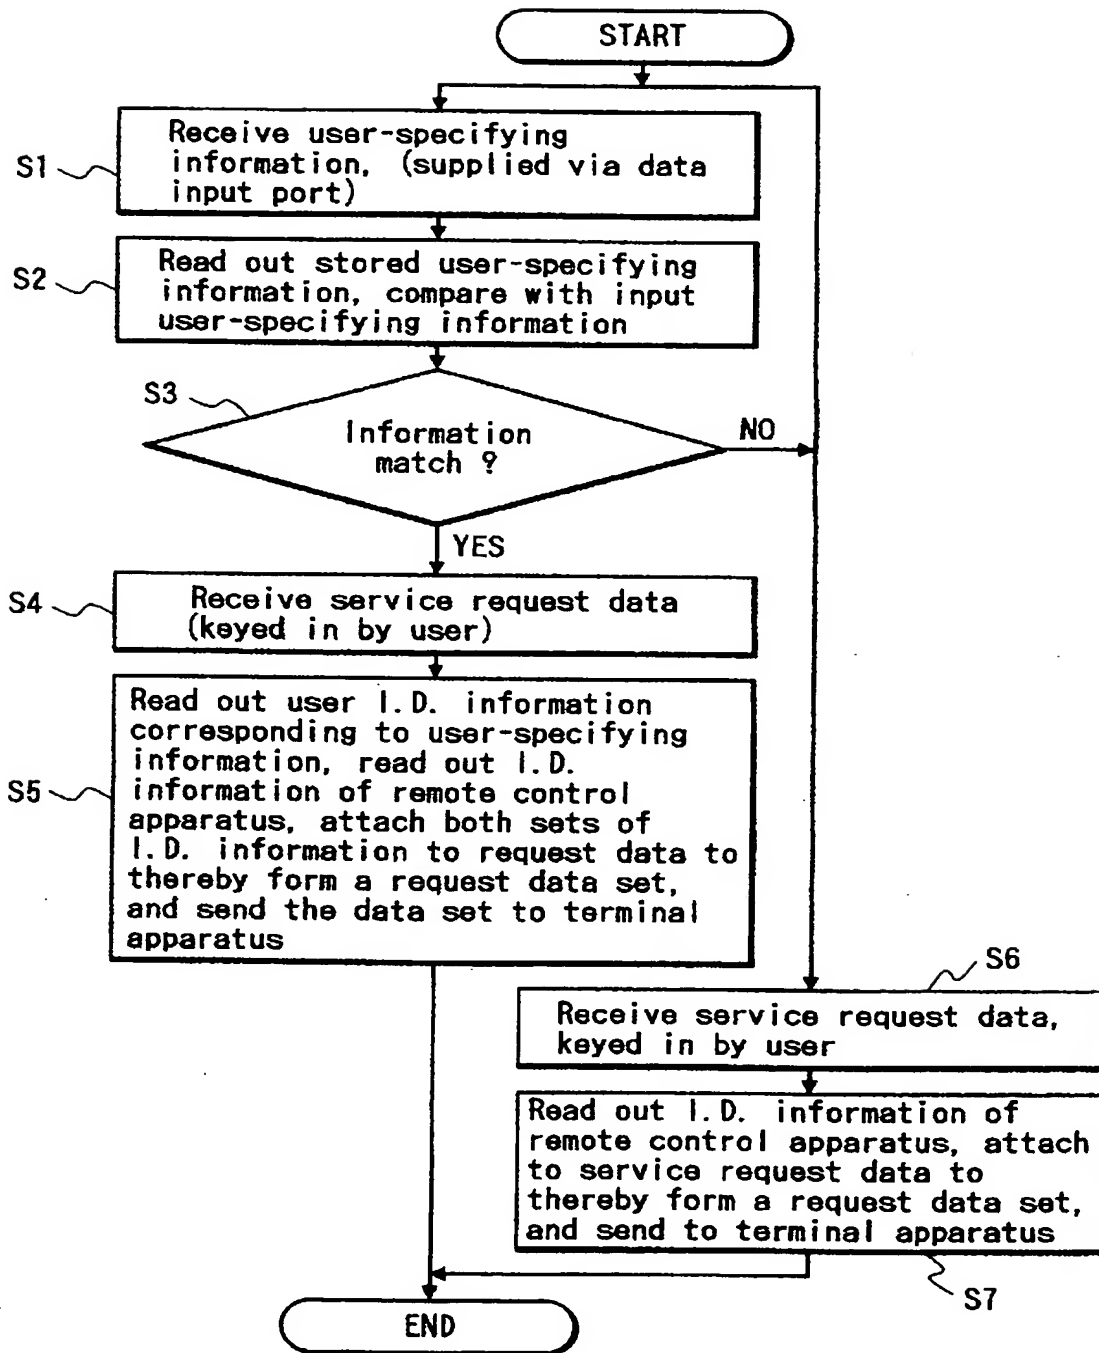 START
S1
Receive user-specifying
information, (supplied via data
input port)
S2
Read out stored user-specifying
information, compare with input
user-specifying information
S3
Information
match ?
NO
YES
S4
Receive service request data
(keyed in by user)
S5
Read out user I.D. information
corresponding to user-specifying
information, read out I.D.
information of remote control
apparatus, attach both sets of
I.D. information to request data to
thereby form a request data set,
and send the data set to terminal
apparatus
S6
Receive service request data,
keyed in by user
Read out I.D. information of
remote control apparatus, attach
to service request data to
thereby form a request data set,
and send to terminal apparatus
S7
END